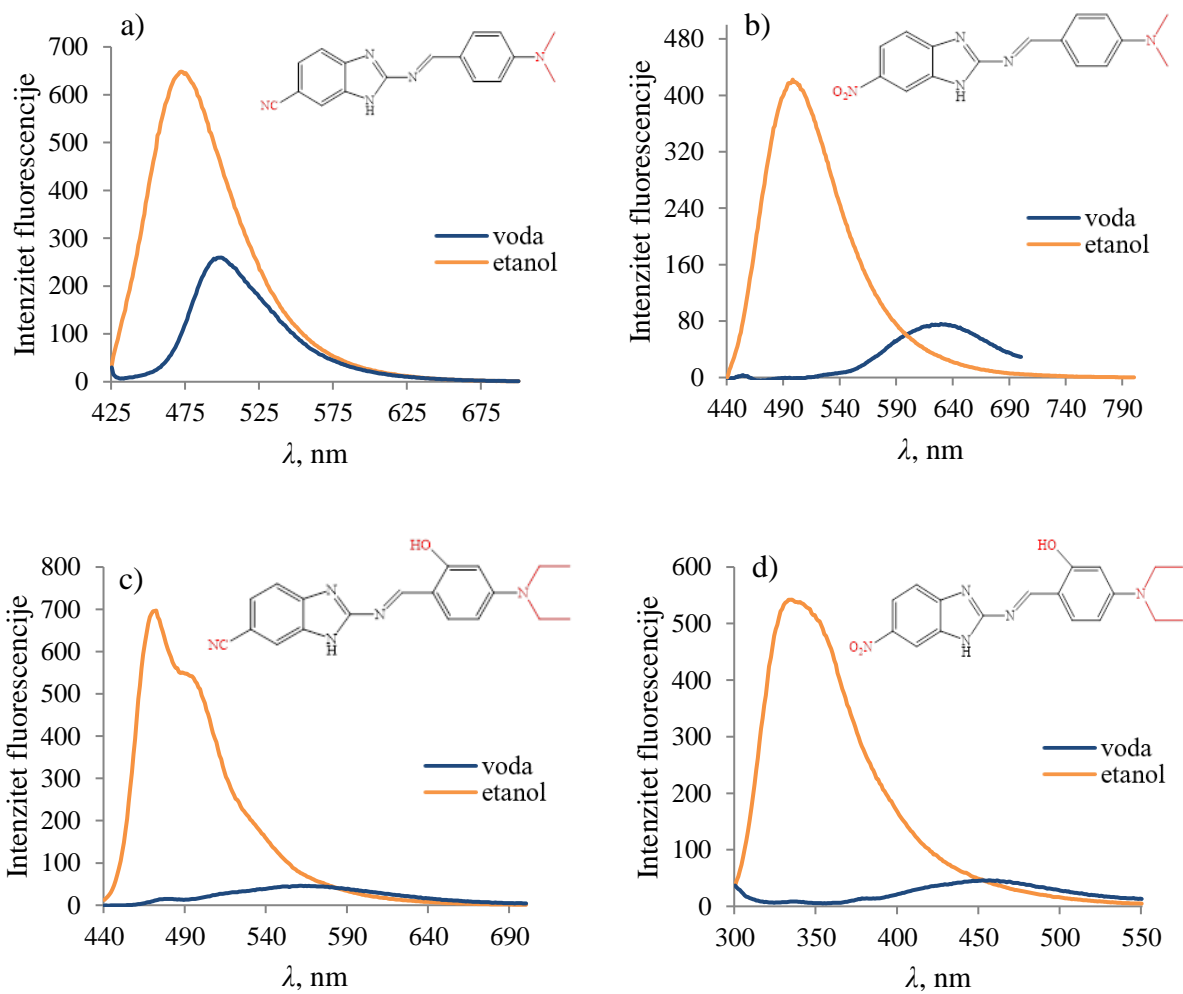 a)
Intenzitet fluorescencije
700
600
500
400
300
200
100
0
425
475
525
575
625
675
λ, nm
voda
etanol
NC
N
N
H
N
N
b)
Intenzitet fluorescencije
480
400
320
240
160
80
0
440
490
540
590
640
690
740
790
λ, nm
voda
etanol
O₂N
N
N
H
N
N
c)
Intenzitet fluorescencije
800
700
600
500
400
300
200
100
0
440
490
540
590
640
690
λ, nm
voda
etanol
HO
NC
N
N
H
N
N
d)
Intenzitet fluorescencije
600
500
400
300
200
100
0
300
350
400
450
500
550
λ, nm
voda
etanol
HO
O₂N
N
N
H
N
N